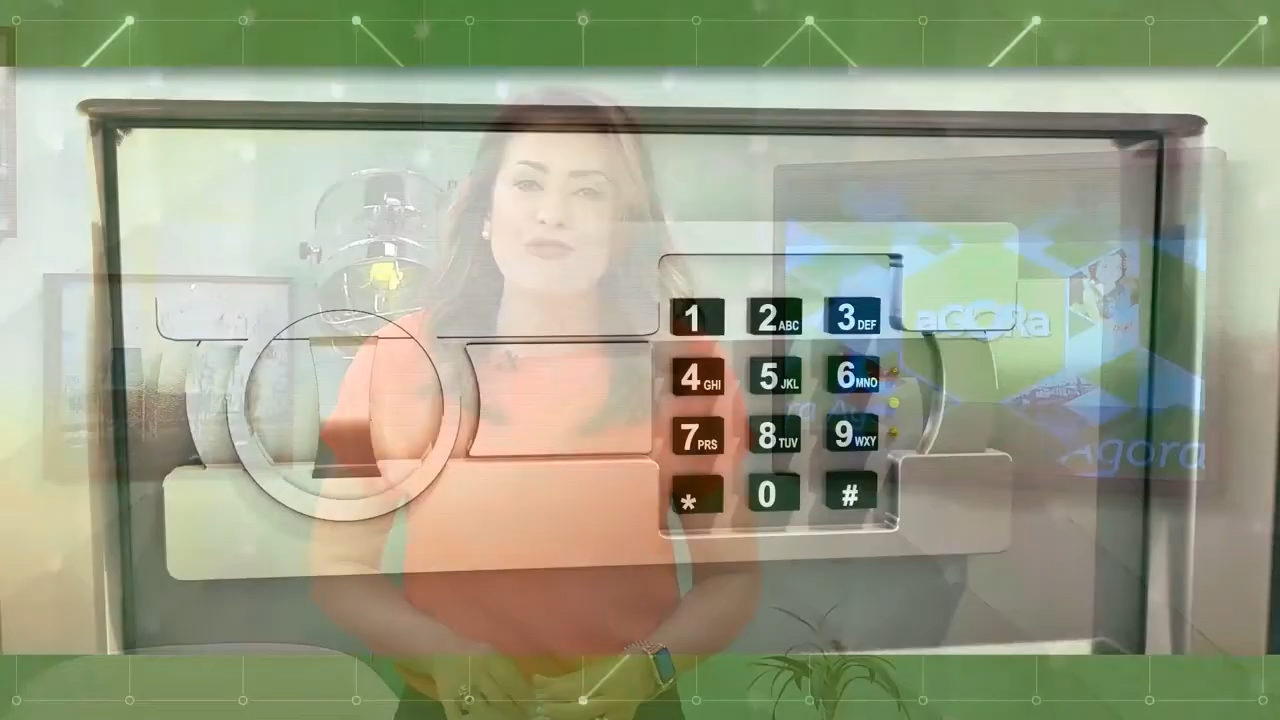 1 2ABC 3DEF
4GHI 5JKL 6MNO
7PRS 8TUV 9WXY
* 0 #
aGORa
Agora